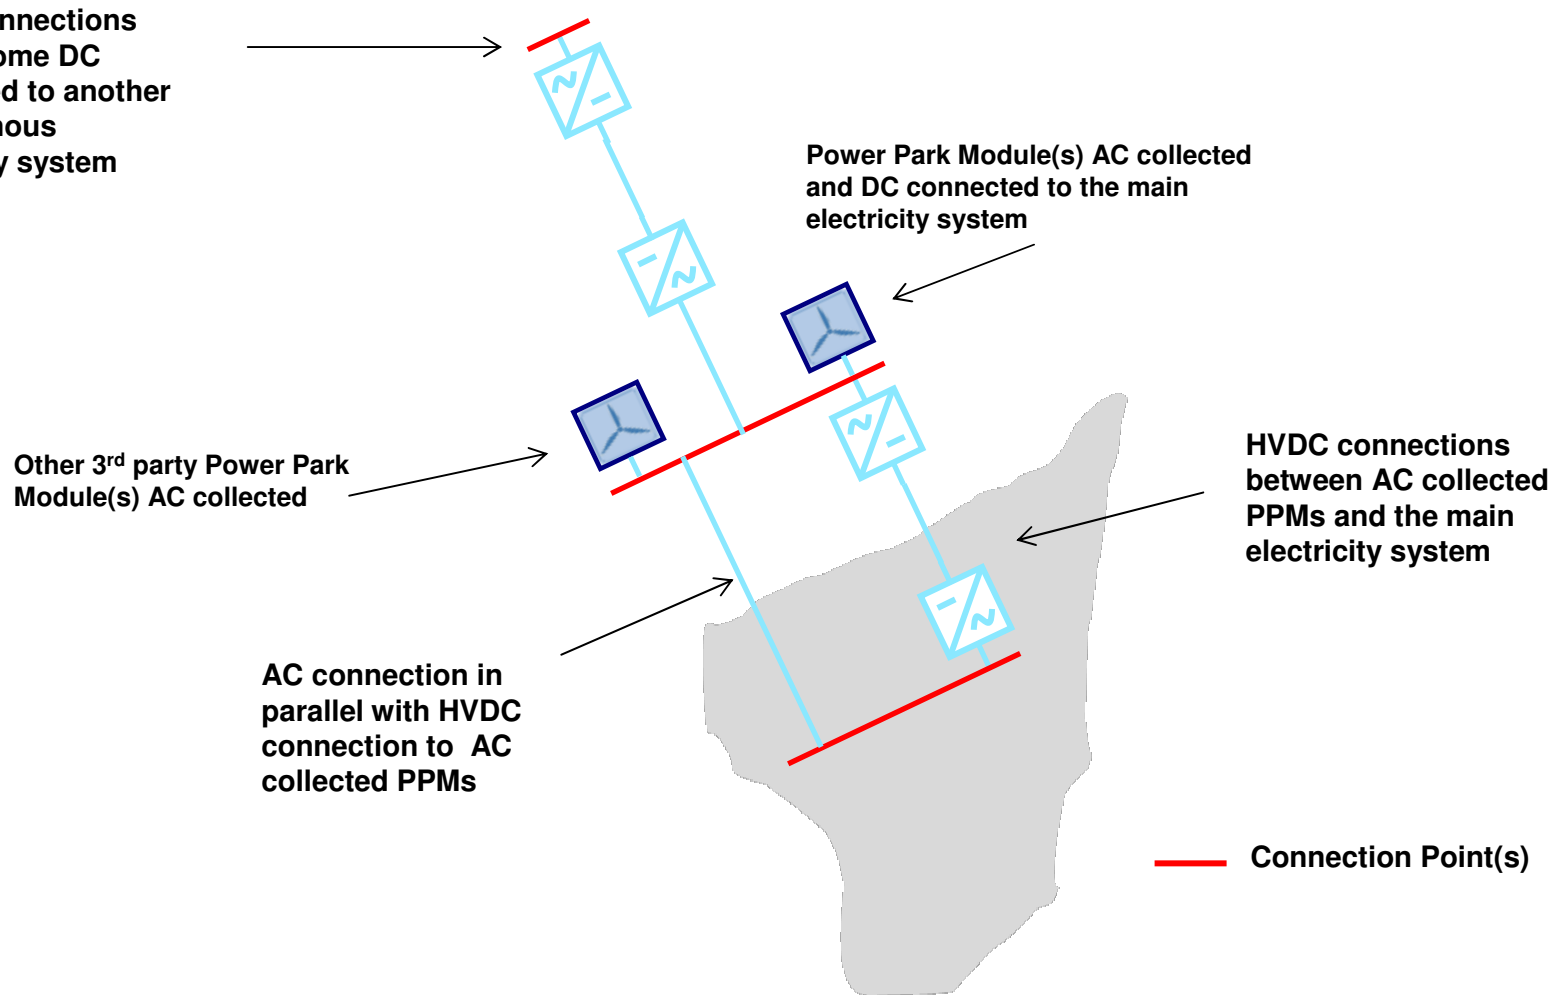 nnections
ome DC
d to another
nous
y system
Power Park Module(s) AC collected
and DC connected to the main
electricity system
Other 3rd party Power Park
Module(s) AC collected
HVDC connections
between AC collected
PPMs and the main
electricity system
AC connection in
parallel with HVDC
connection to AC
collected PPMs
Connection Point(s)